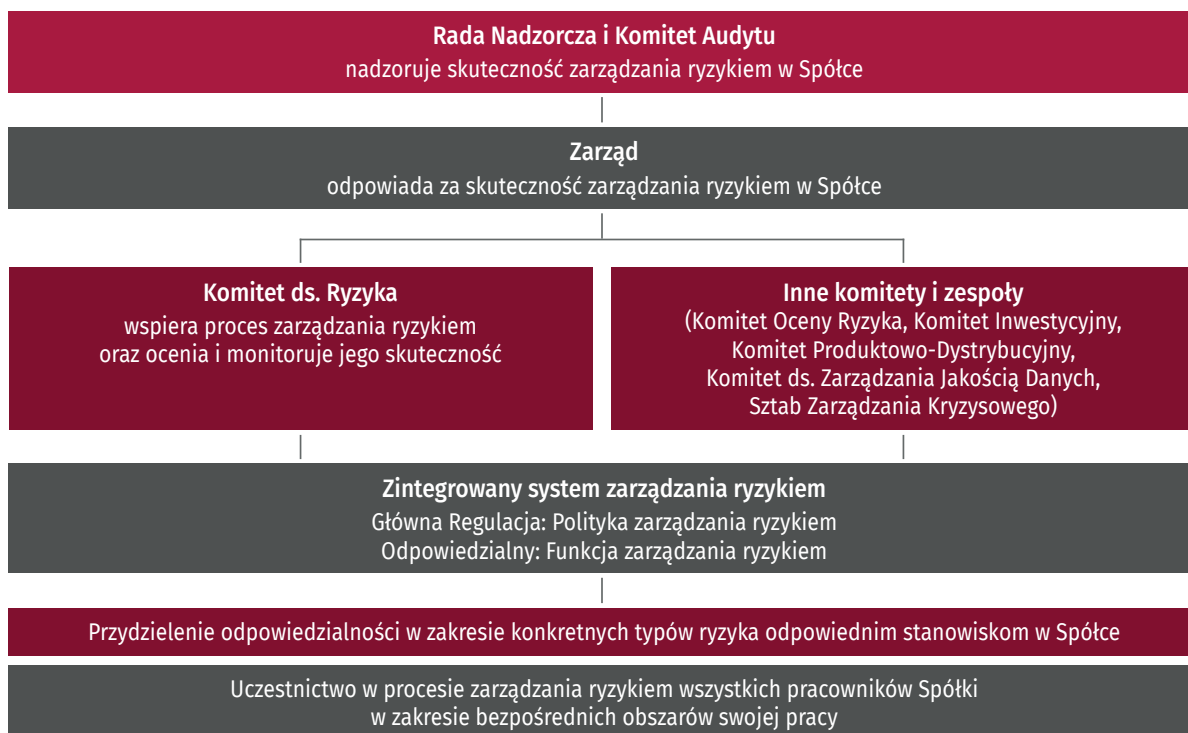 Rada Nadzorcza i Komitet Audytu
nadzoruje skuteczność zarządzania ryzykiem w Spółce
Zarząd
odpowiada za skuteczność zarządzania ryzykiem w Spółce
Komitet ds. Ryzyka
wspiera proces zarządzania ryzykiem
oraz ocenia i monitoruje jego skuteczność
Inne komitety i zespoły
(Komitet Oceny Ryzyka, Komitet Inwestycyjny,
Komitet Produktowo-Dystrybucyjny,
Komitet ds. Zarządzania Jakością Danych,
Sztab Zarządzania Kryzysowego)
Zintegrowany system zarządzania ryzykiem
Główna Regulacja: Polityka zarządzania ryzykiem
Odpowiedzialny: Funkcja zarządzania ryzykiem
Przydzielenie odpowiedzialności w zakresie konkretnych typów ryzyka odpowiednim stanowiskom w Spółce
Uczestnictwo w procesie zarządzania ryzykiem wszystkich pracowników Spółki
w zakresie bezpośrednich obszarów swojej pracy